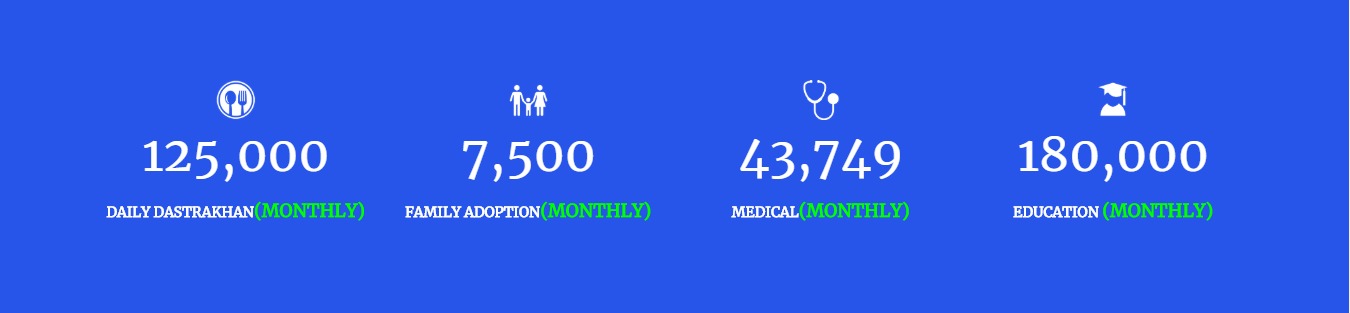 125,000
7,500
43,749
180,000
DAILY DASTRAKHAN(MONTHLY)
FAMILY ADOPTION(MONTHLY)
MEDICAL(MONTHLY)
EDUCATION (MONTHLY)